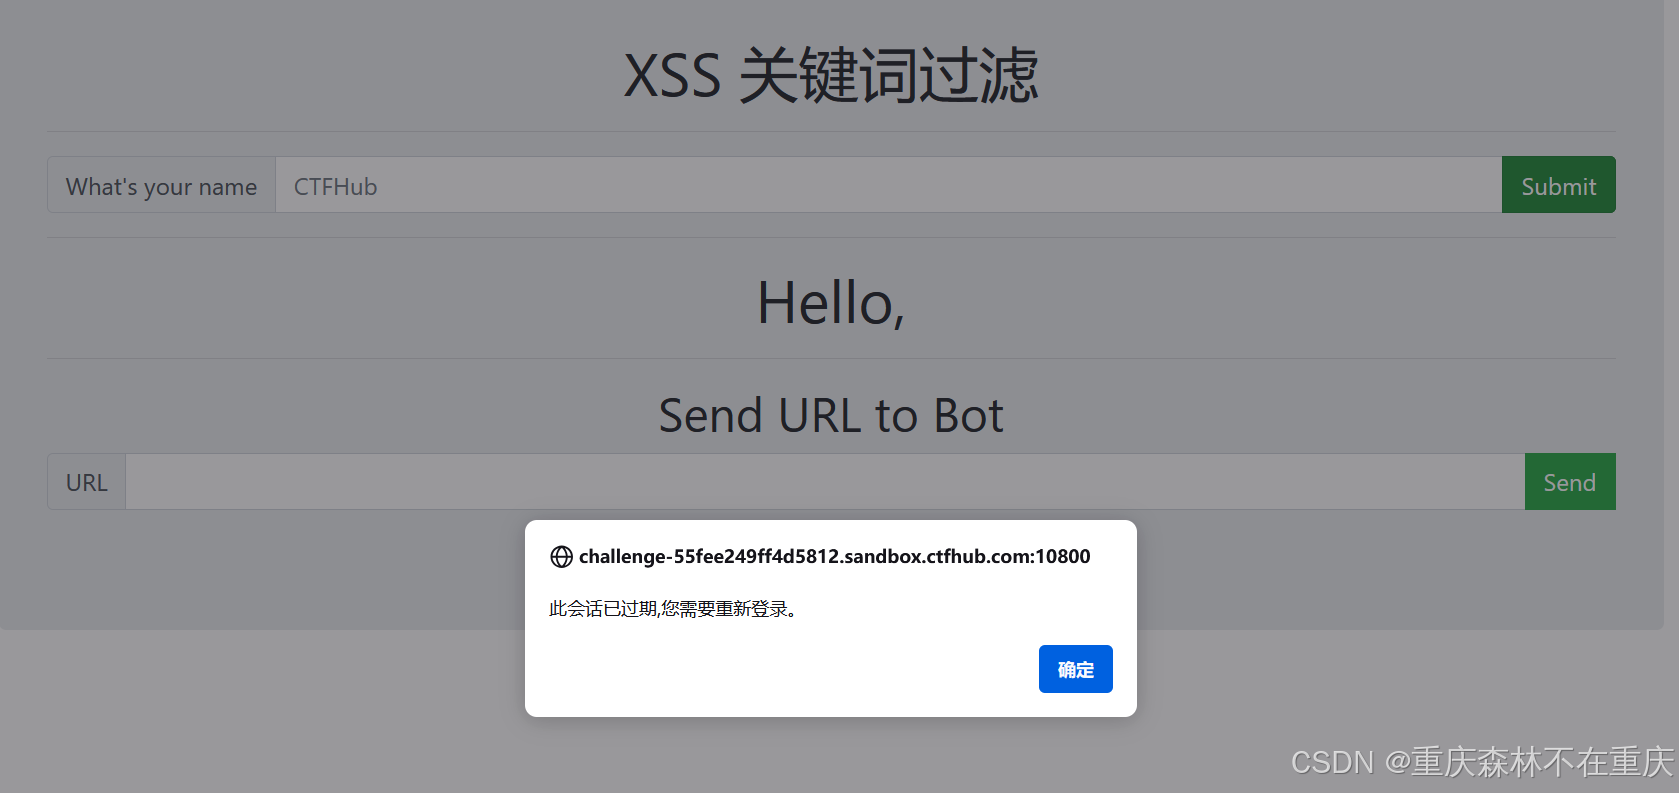 XSS 关键词过滤
What's your name
CTFHub
Submit
Hello,
Send URL to Bot
URL
Send
challenge-55fee249ff4d5812.sandbox.ctfhub.com:10800
此会话已过期,您需要重新登录。
确定
CSDN @重庆森林不在重庆